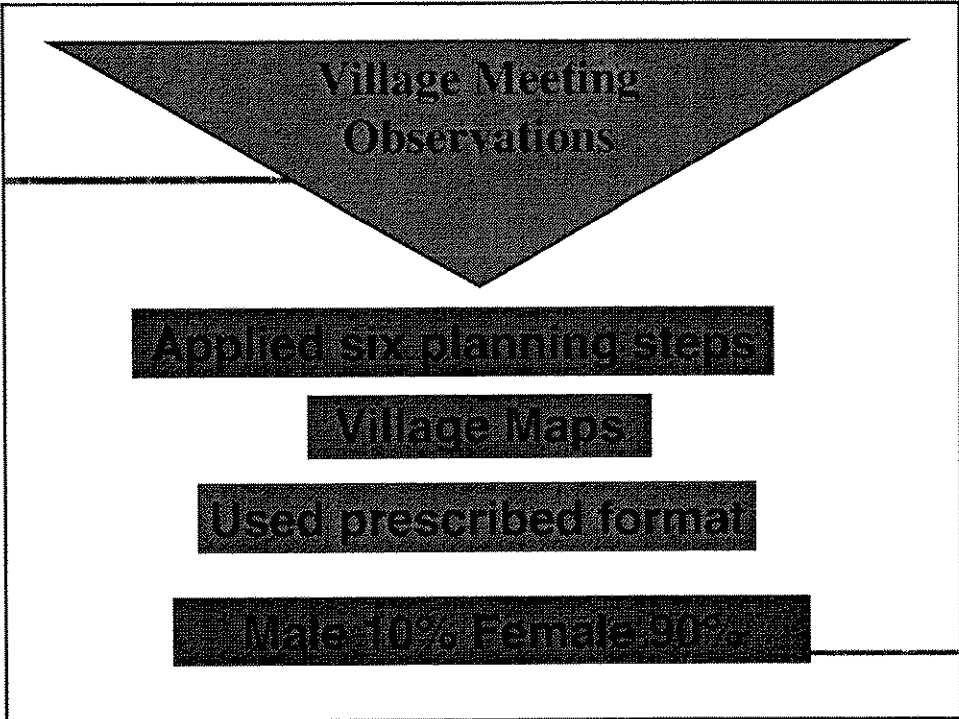 Village Meeting
Observations
Applied six planning steps
Village Maps
Used prescribed format
Male-10% Female-90%